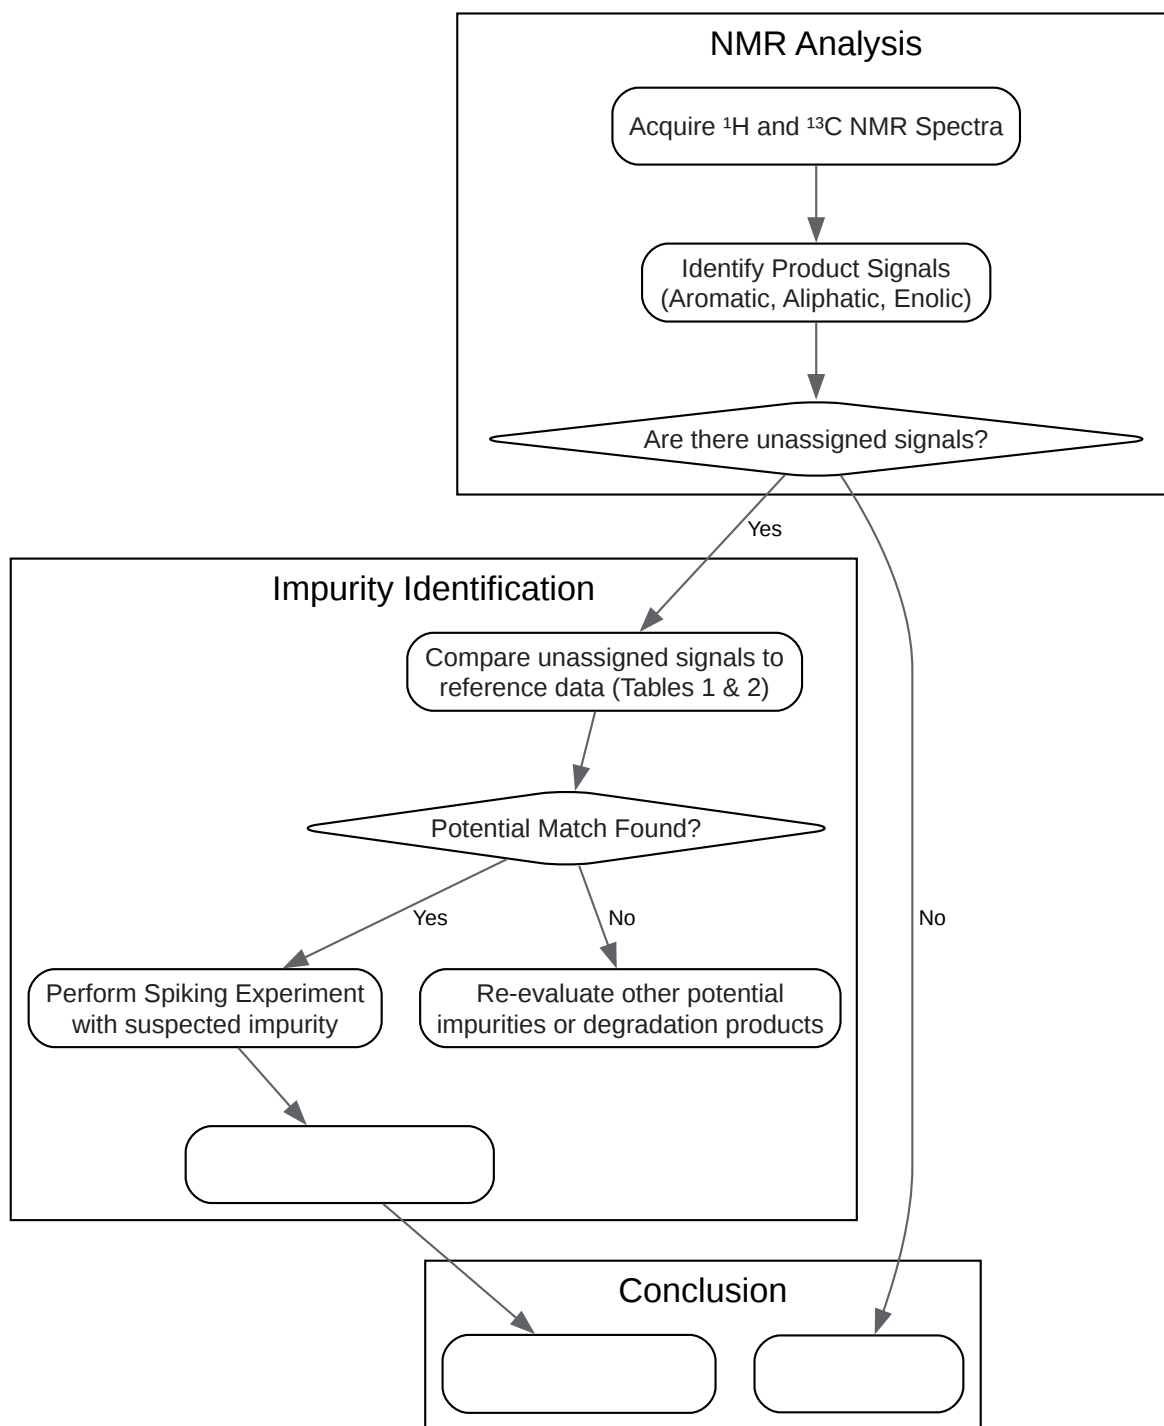 NMR Analysis
Acquire ¹H and ¹³C NMR Spectra
Identify Product Signals
(Aromatic, Aliphatic, Enolic)
Are there unassigned signals?
Yes
Impurity Identification
Compare unassigned signals to
reference data (Tables 1 & 2)
Potential Match Found?
Yes
No
No
Perform Spiking Experiment
with suspected impurity
Re-evaluate other potential
impurities or degradation products
Conclusion